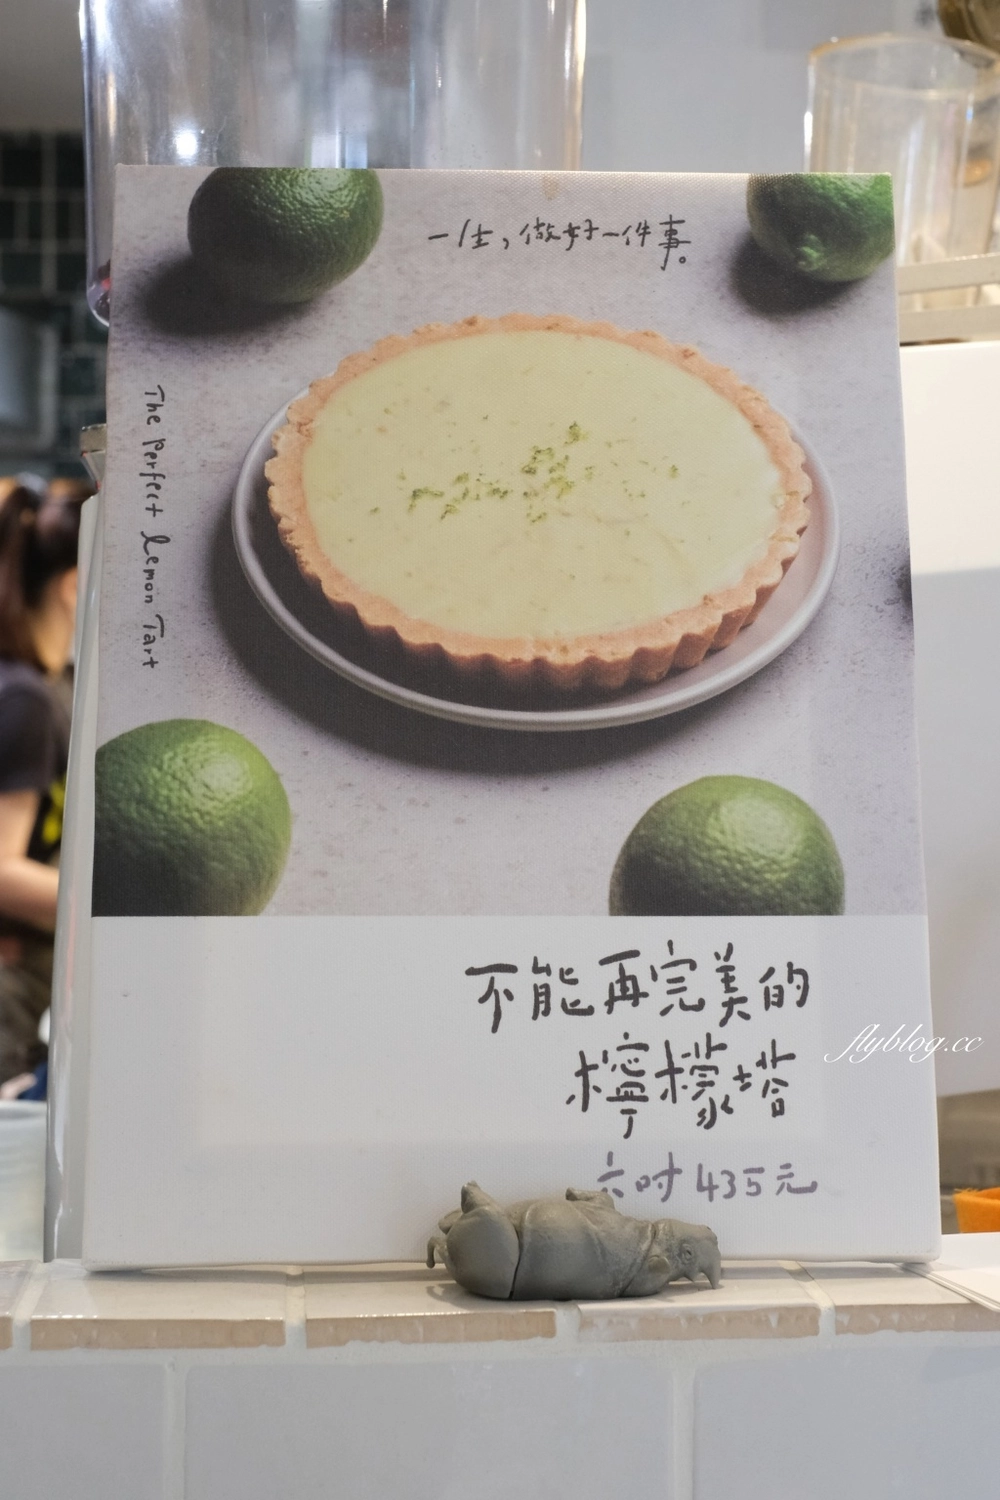 一生，做好一件事。
The Perfect Lemon Tart
不能再完美的
檸檬塔
六吋 435元
flyblog.cc